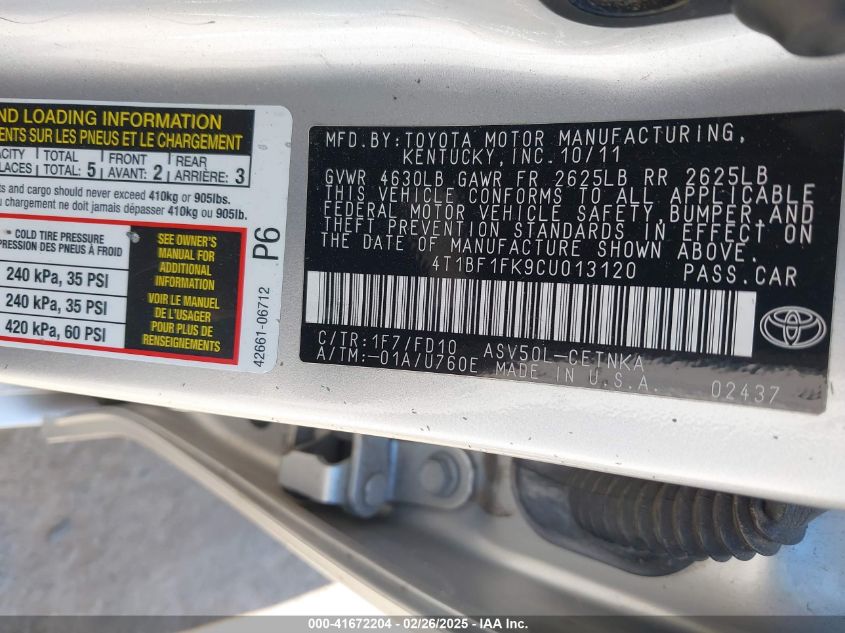 ND LOADING INFORMATION
ENTS SUR LES PNEUS ET LE CHARGEMENT
TOTAL FRONT REAR
PLACES TOTAL: 5 AVANT: 2 ARRIÈRE: 3
and cargo should never exceed 410kg or 905lbs.
chargement ne doit jamais dépasser 410kg ou 905lb.
COLD TIRE PRESSURE
PRESSION DES PNEUS À FROID
240 kPa, 35 PSI
240 kPa, 35 PSI
420 kPa, 60 PSI
SEE OWNER'S
MANUAL FOR
ADDITIONAL
INFORMATION
VOIR LE MANUEL
DE L'USAGER
POUR PLUS DE
RENSEIGNEMENTS
P6
42661-06712
MFD.BY:TOYOTA MOTOR MANUFACTURING,
KENTUCKY, INC. 10/11
GVWR 4630LB GAWR FR 2625LB RR 2625LB
THIS VEHICLE CONFORMS TO ALL APPLICABLE
FEDERAL MOTOR VEHICLE SAFETY,BUMPER,AND
THEFT PREVENTION STANDARDS IN EFFECT ON
THE DATE OF MANUFACTURE SHOWN ABOVE.
4T1BF1FK9CU013120 PASS.CAR
C/TR:1F7/FD10 ASV50L-CETNKA
A/TM:-01A/U760E MADE IN U.S.A. 02437
000-41672204 - 02/26/2025 - IAA Inc.